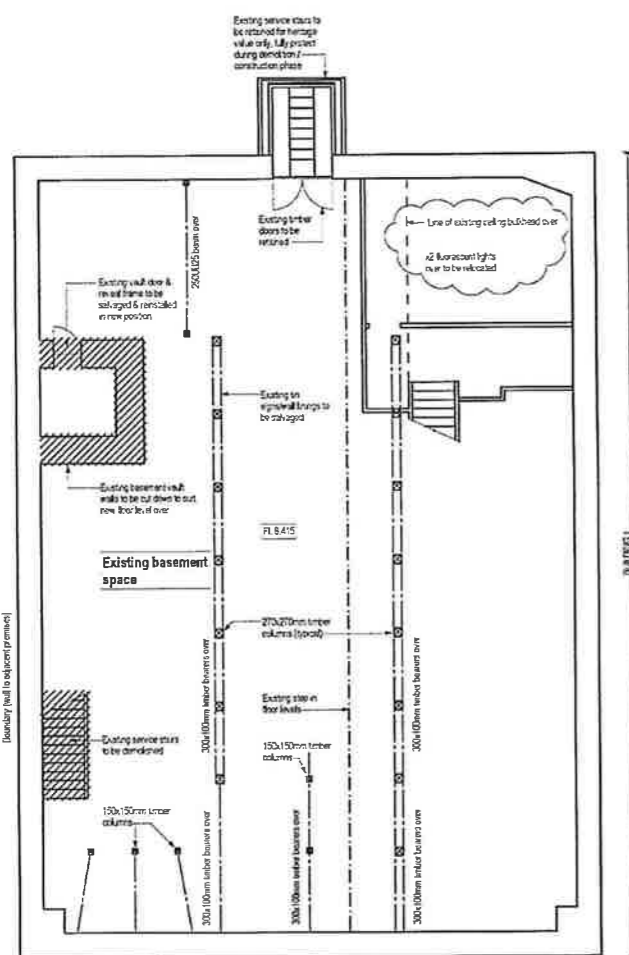 Existing service stairs to
be retained for heritage
value only, fully protect
during demolition /
construction phase
Existing timber
doors to be
retained
Line of existing ceiling bulkhead over
x2 fluorescent lights
over to be relocated
250UB25 beam over
Existing vault door &
reveal frame to be
salvaged & reinstalled
in new position
Existing tin
signs/wall linings to
be salvaged
Existing basement vault
walls to be cut down to suit
new floor level over
FL 8.415
Existing basement
space
270x270mm timber
columns (typical)
300x100mm timber bearers over
300x100mm timber bearers over
Existing step in
floor levels
[boundary (wall to adjacent premises)
Existing service stairs
to be demolished
150x150mm timber
columns
150x150mm timber
columns
300x100mm timber bearers over
300x100mm timber bearers over
300x100mm timber bearers over